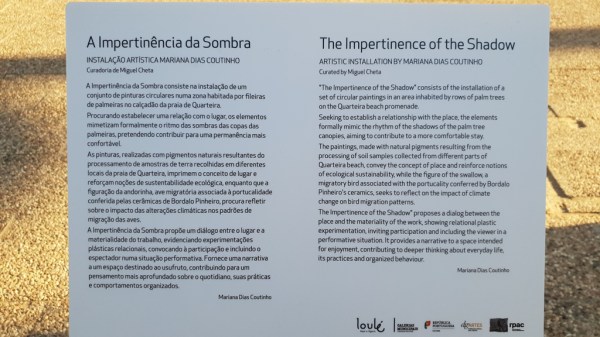 A Impertinência da Sombra
INSTALAÇÃO ARTÍSTICA MARIANA DIAS COUTINHO
Curadoria de Miguel Cheta
A Impertinência da Sombra consiste na instalação de um
conjunto de pinturas circulares numa zona habitada por fileiras
de palmeiras no calçadão da praia de Quarteira.
Procurando estabelecer uma relação com o lugar, os elementos
mimetizam formalmente o ritmo das sombras das copas das
palmeiras, pretendendo contribuir para uma permanência mais
confortável.
As pinturas, realizadas com pigmentos naturais resultantes do
processamento de amostras de terra recolhidas em diferentes
locais da praia de Quarteira, imprimem o conceito de lugar e
reforçam noções de sustentabilidade ecológica, enquanto que a
figuração da andorinha, ave migratória associada à portucalidade
conferida pelas cerâmicas de Bordalo Pinheiro, procura refletir
sobre o impacto das alterações climáticas nos padrões de
migração das aves.
A Impertinência da Sombra propõe um diálogo entre o lugar e a
materialidade do trabalho, evidenciando experimentações
plásticas relacionais, convocando à participação e incluindo o
espectador numa situação performativa. Fornece uma narrativa
a um espaço destinado ao usufruto, contribuindo para um
pensamento mais aprofundado sobre o quotidiano, suas práticas
e comportamentos organizados.
Mariana Dias Coutinho
The Impertinence of the Shadow
ARTISTIC INSTALLATION BY MARIANA DIAS COUTINHO
Curated by Miguel Cheta
"The Impertinence of the Shadow" consists of the installation of a
set of circular paintings in an area inhabited by rows of palm trees
on the Quarteira beach promenade.
Seeking to establish a relationship with the place, the elements
formally mimic the rhythm of the shadows of the palm tree
canopies, aiming to contribute to a more comfortable stay.
The paintings, made with natural pigments resulting from the
processing of soil samples collected from different parts of
Quarteira beach, convey the concept of place and reinforce notions
of ecological sustainability, while the figure of the swallow, a
migratory bird associated with the portucality conferred by Bordalo
Pinheiro's ceramics, seeks to reflect on the impact of climate
change on bird migration patterns.
The Impertinence of the Shadow" proposes a dialog between the
place and the materiality of the work, showing relational plastic
experimentation, inviting participation and including the viewer in a
performative situation. It provides a narrative to a space intended
for enjoyment, contributing to deeper thinking about everyday life,
its practices and organized behaviour.
Mariana Dias Coutinho
loulé
REPÚBLICA
PORTUGUESA
rpac